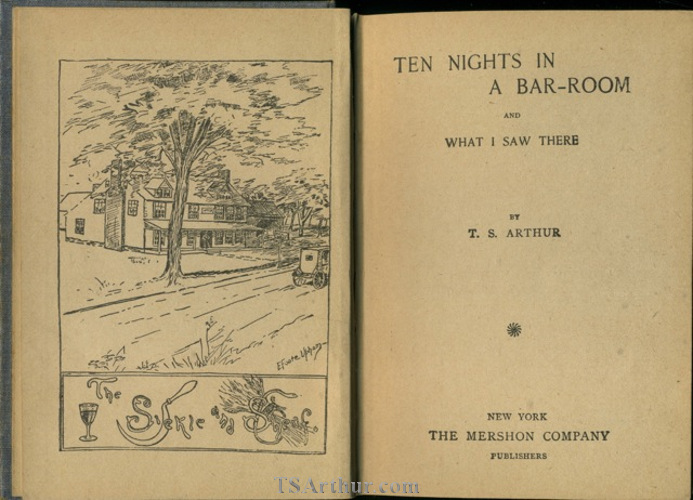 The
Sickle and Sheaf.
TEN NIGHTS IN
A BAR-ROOM
AND
WHAT I SAW THERE
BY
T. S. ARTHUR
NEW YORK
THE MERSHON COMPANY
PUBLISHERS
TSArthur.com